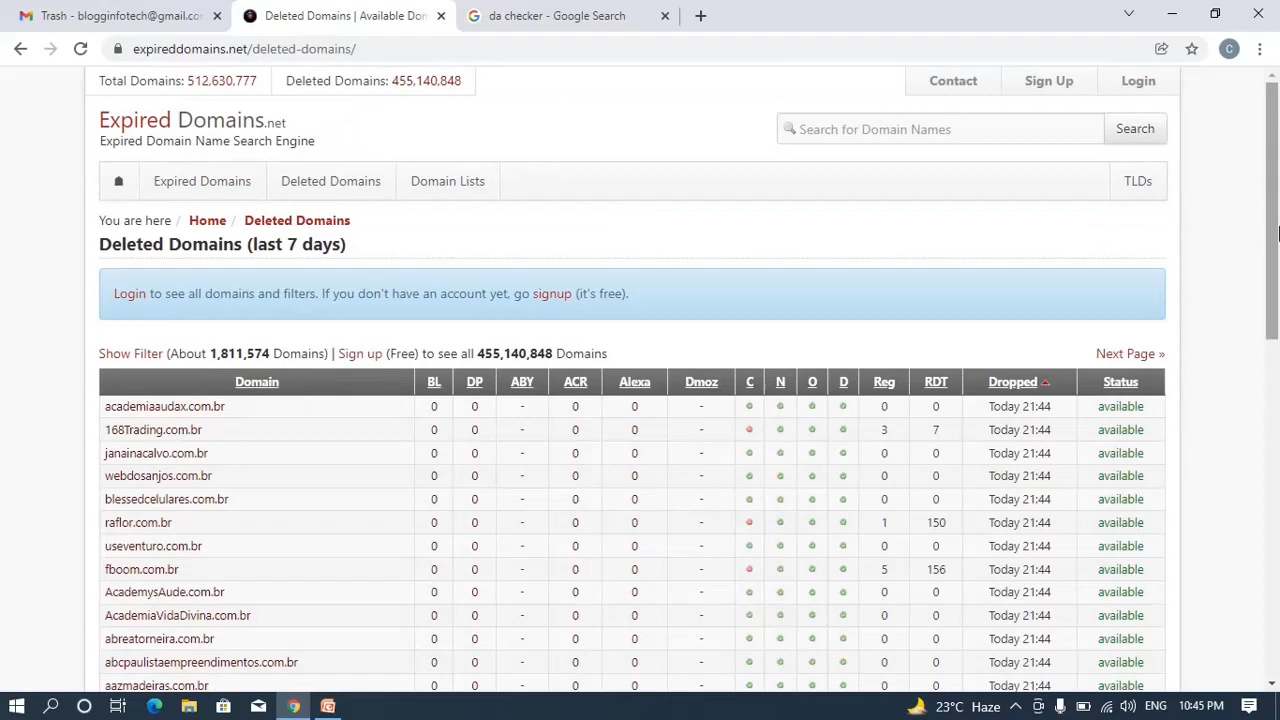 Trash - blogginfotech@gmail.co
Deleted Domains | Available Dom
da checker - Google Search
expireddomains.net/deleted-domains/
C
Total Domains: 512,630,777
Deleted Domains: 455,140,848
Contact
Sign Up
Login
Expired Domains.net
Expired Domain Name Search Engine
Search for Domain Names
Search
Expired Domains
Deleted Domains
Domain Lists
TLDs
You are here / Home / Deleted Domains
Deleted Domains (last 7 days)
Login to see all domains and filters. If you don't have an account yet, go signup (it's free).
Show Filter (About 1,811,574 Domains) | Sign up (Free) to see all 455,140,848 Domains
Next Page »
Domain BL DP ABY ACR Alexa Dmoz C N O D Reg RDT Dropped Status
academiaaudax.com.br 0 0 - 0 0 - 0 0 Today 21:44 available
168Trading.com.br 0 0 - 0 0 - 3 7 Today 21:44 available
janainacalvo.com.br 0 0 - 0 0 - 0 0 Today 21:44 available
webdosanjos.com.br 0 0 - 0 0 - 0 0 Today 21:44 available
blessedcelulares.com.br 0 0 - 0 0 - 0 0 Today 21:44 available
raflor.com.br 0 0 - 0 0 - 1 150 Today 21:44 available
useventuro.com.br 0 0 - 0 0 - 0 0 Today 21:44 available
fboom.com.br 0 0 - 0 0 - 5 156 Today 21:44 available
AcademysAude.com.br 0 0 - 0 0 - 0 0 Today 21:44 available
AcademiaVidaDivina.com.br 0 0 - 0 0 - 0 0 Today 21:44 available
abreatorneira.com.br 0 0 - 0 0 - 0 0 Today 21:44 available
abcpaulistaempreendimentos.com.br 0 0 - 0 0 - 0 0 Today 21:44 available
aazmadeiras.com.br 0 0 - 0 0 - 0 0 Today 21:44 available
23°C Haze
ENG
10:45 PM